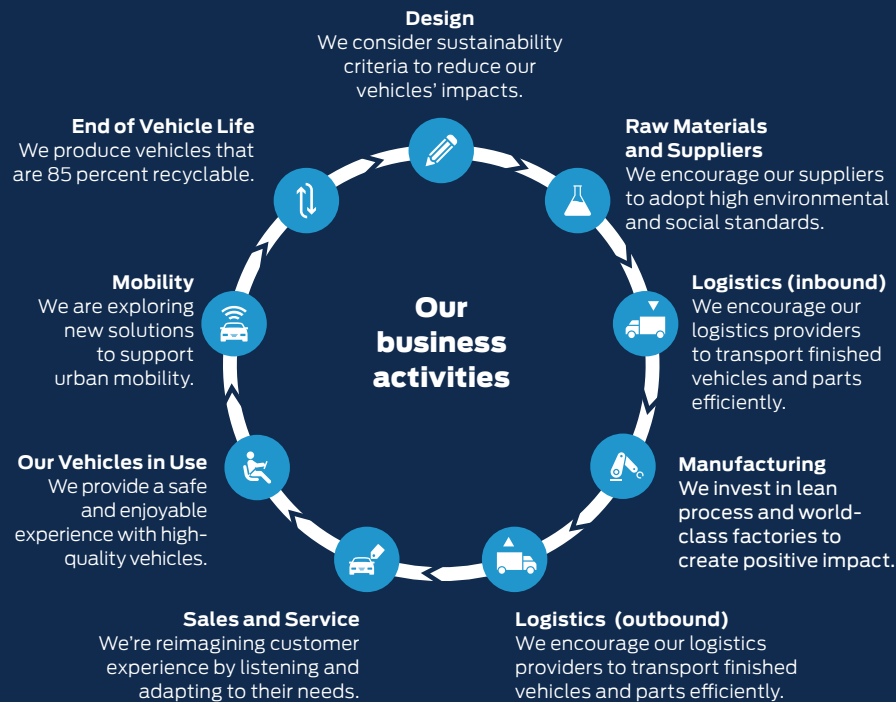 Design
We consider sustainability
criteria to reduce our
vehicles’ impacts.
Raw Materials
and Suppliers
We encourage our suppliers
to adopt high environmental
and social standards.
Logistics (inbound)
We encourage our
logistics providers
to transport finished
vehicles and parts
efficiently.
Manufacturing
We invest in lean
process and world-
class factories to
create positive impact.
Logistics (outbound)
We encourage our logistics
providers to transport finished
vehicles and parts efficiently.
Sales and Service
We’re reimagining customer
experience by listening and
adapting to their needs.
Our Vehicles in Use
We provide a safe
and enjoyable
experience with high-
quality vehicles.
Mobility
We are exploring
new solutions
to support
urban mobility.
End of Vehicle Life
We produce vehicles that
are 85 percent recyclable.
Our
business
activities